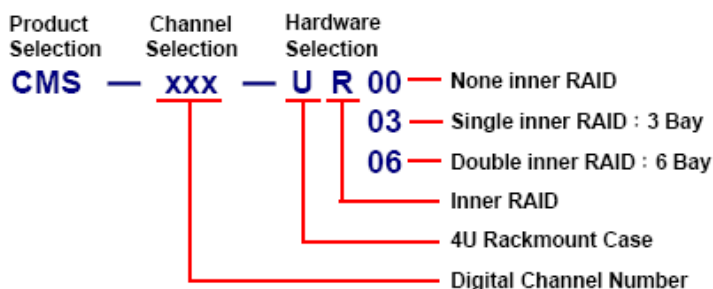 Product Channel Hardware
Selection Selection Selection
CMS — xxx — U R 00 None inner RAID
03 Single inner RAID : 3 Bay
06 Double inner RAID : 6 Bay
Inner RAID
4U Rackmount Case
Digital Channel Number